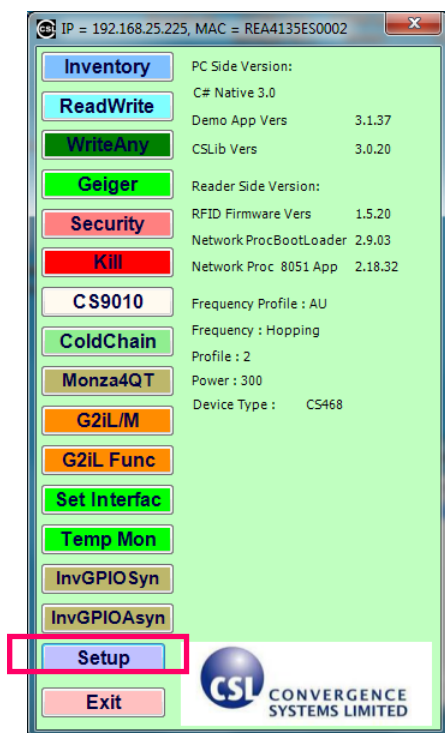 CSL IP = 192.168.25.225, MAC = REA4135ES0002
Inventory
ReadWrite
WriteAny
Geiger
Security
Kill
CS9010
ColdChain
Monza4QT
G2iL/M
G2iL Func
Set Interfac
Temp Mon
InvGPIOSyn
InvGPIOAsyn
Setup
Exit
PC Side Version:
C# Native 3.0
Demo App Vers 3.1.37
CSLib Vers 3.0.20
Reader Side Version:
RFID Firmware Vers 1.5.20
Network ProcBootLoader 2.9.03
Network Proc 8051 App 2.18.32
Frequency Profile : AU
Frequency : Hopping
Profile : 2
Power : 300
Device Type : CS468
CSL
CONVERGENCE
SYSTEMS LIMITED